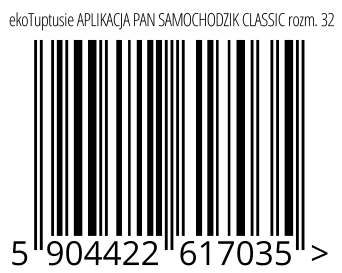 ekoTuptusie APLIKACJA PAN SAMOCHODZIK CLASSIC rozm. 32
5 904422 617035 >